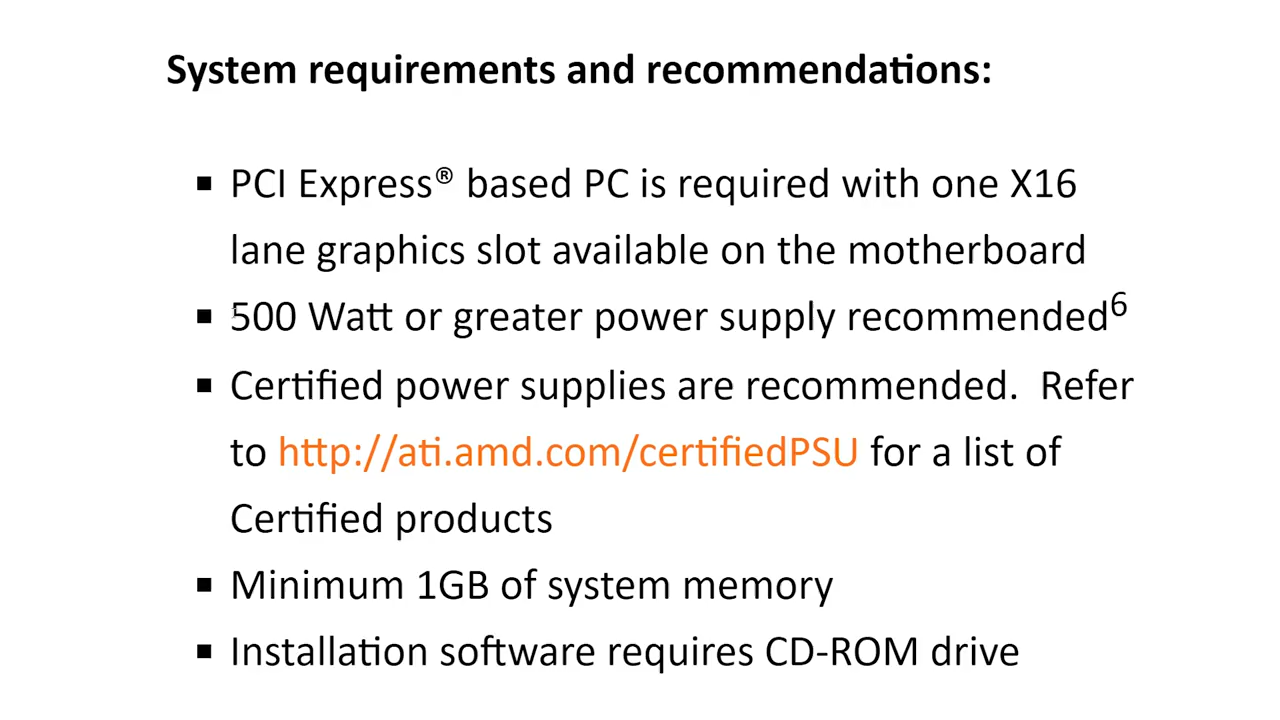 System requirements and recommendations:
▪ PCI Express® based PC is required with one X16
lane graphics slot available on the motherboard
▪ 500 Watt or greater power supply recommended⁶
▪ Certified power supplies are recommended.  Refer
to http://ati.amd.com/certifiedPSU for a list of
Certified products
▪ Minimum 1GB of system memory
▪ Installation software requires CD-ROM drive